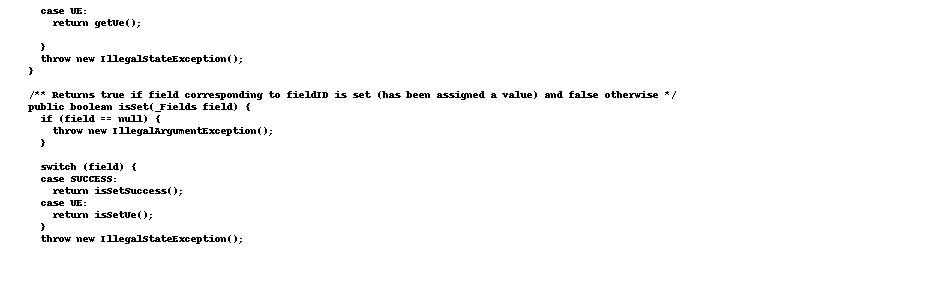 case UE:
return getUe();
}
throw new IllegalStateException();
}
/** Returns true if field corresponding to fieldID is set (has been assigned a value) and false otherwise */
public boolean isSet(_Fields field) {
if (field == null) {
throw new IllegalArgumentException();
}
switch (field) {
case SUCCESS:
return isSetSuccess();
case UE:
return isSetUe();
}
throw new IllegalStateException();